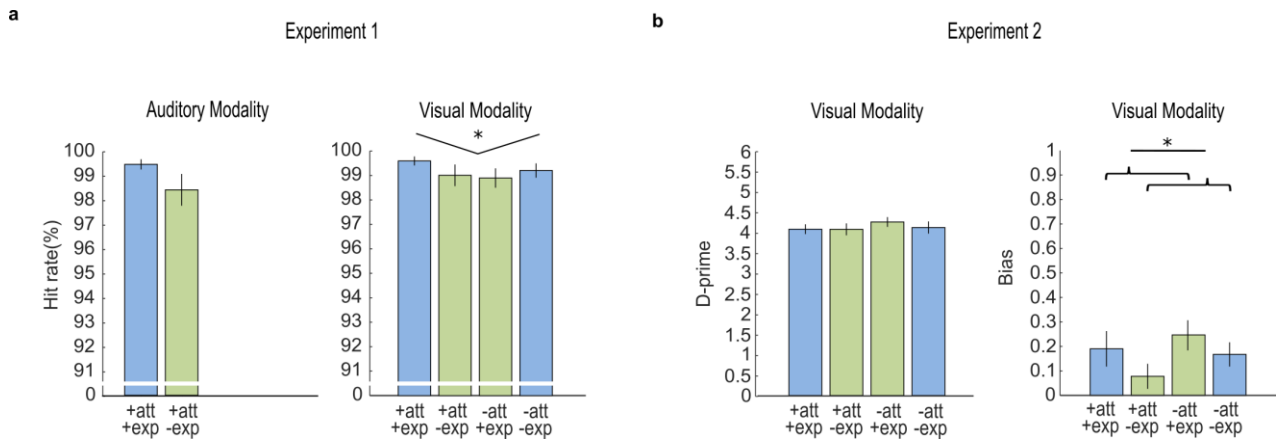 a
Experiment 1
Auditory Modality
Hit rate(%)
100
99
98
97
96
95
94
93
92
91
0
+att +att
+exp -exp
Visual Modality
*
100
99
98
97
96
95
94
93
92
91
0
+att +att -att -att
+exp -exp +exp -exp
b
Experiment 2
Visual Modality
D-prime
6
5.5
5
4.5
4
3.5
3
2.5
2
1.5
1
0.5
0
+att +att -att -att
+exp -exp +exp -exp
Visual Modality
*
Bias
1
0.9
0.8
0.7
0.6
0.5
0.4
0.3
0.2
0.1
0
+att +att -att -att
+exp -exp +exp -exp